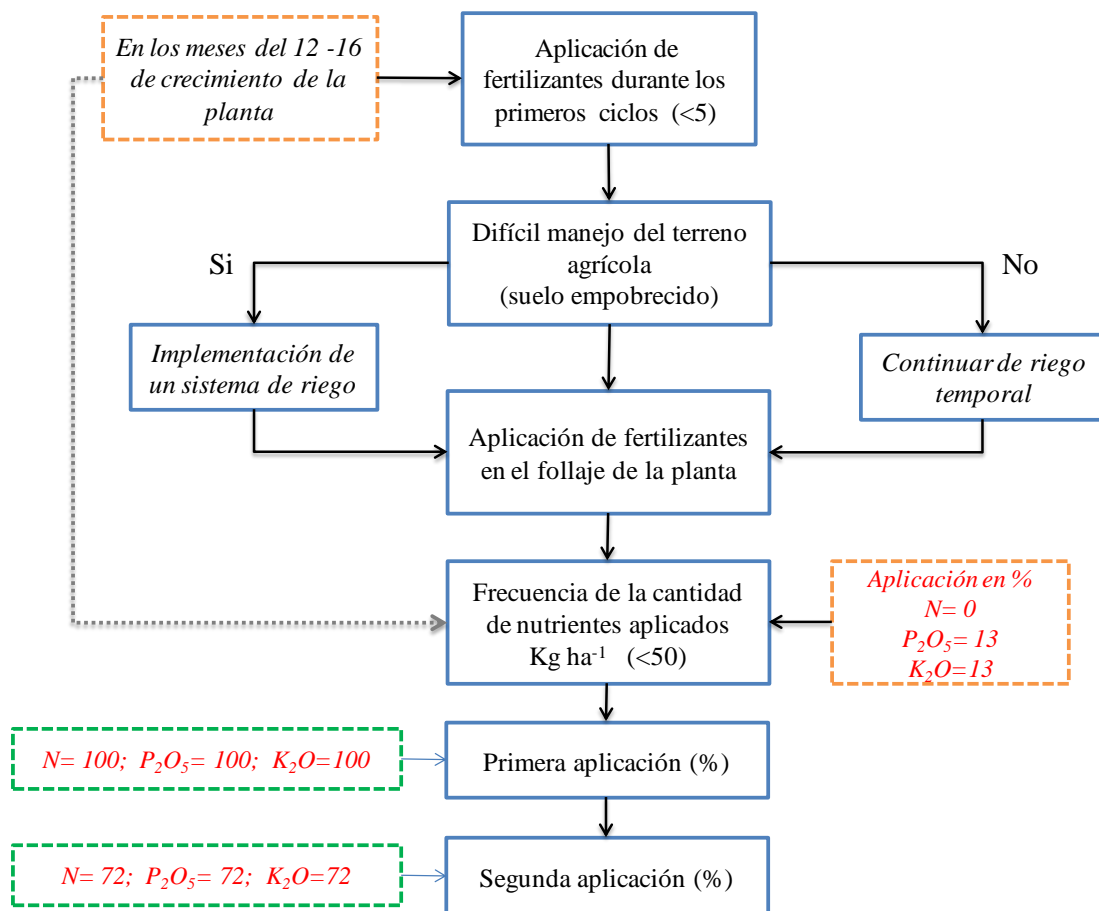 En los meses del 12 -16
de crecimiento de la
planta
Aplicación de
fertilizantes durante los
primeros ciclos (<5)
Difícil manejo del terreno
agrícola
(suelo empobrecido)
Si
No
Implementación de
un sistema de riego
Continuar de riego
temporal
Aplicación de fertilizantes
en el follaje de la planta
Frecuencia de la cantidad
de nutrientes aplicados
Kg ha⁻¹ (<50)
Aplicación en %
N= 0
P₂O₅= 13
K₂O=13
N= 100; P₂O₅= 100; K₂O=100
Primera aplicación (%)
N= 72; P₂O₅= 72; K₂O=72
Segunda aplicación (%)